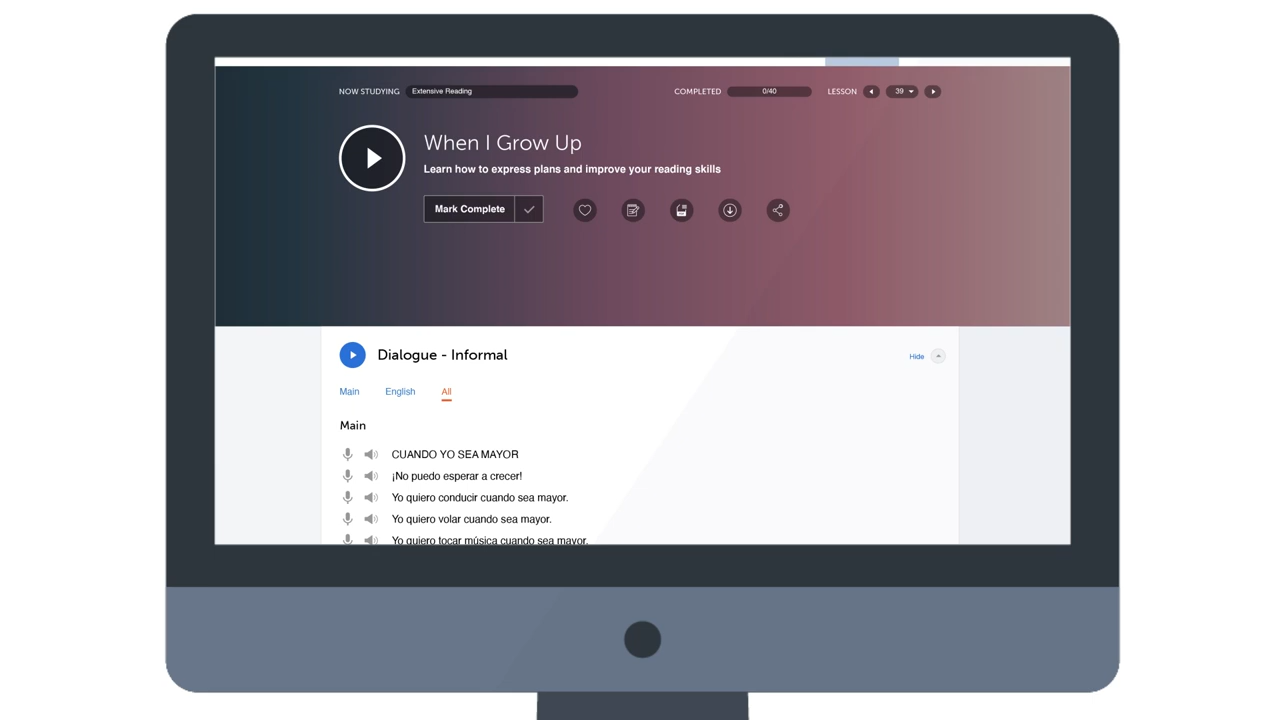 NOW STUDYING Extensive Reading COMPLETED 0/40 LESSON 39
When I Grow Up
Learn how to express plans and improve your reading skills
Mark Complete
Dialogue - Informal Hide
Main English All
Main
CUANDO YO SEA MAYOR
¡No puedo esperar a crecer!
Yo quiero conducir cuando sea mayor.
Yo quiero volar cuando sea mayor.
Yo quiero tocar música cuando sea mayor.